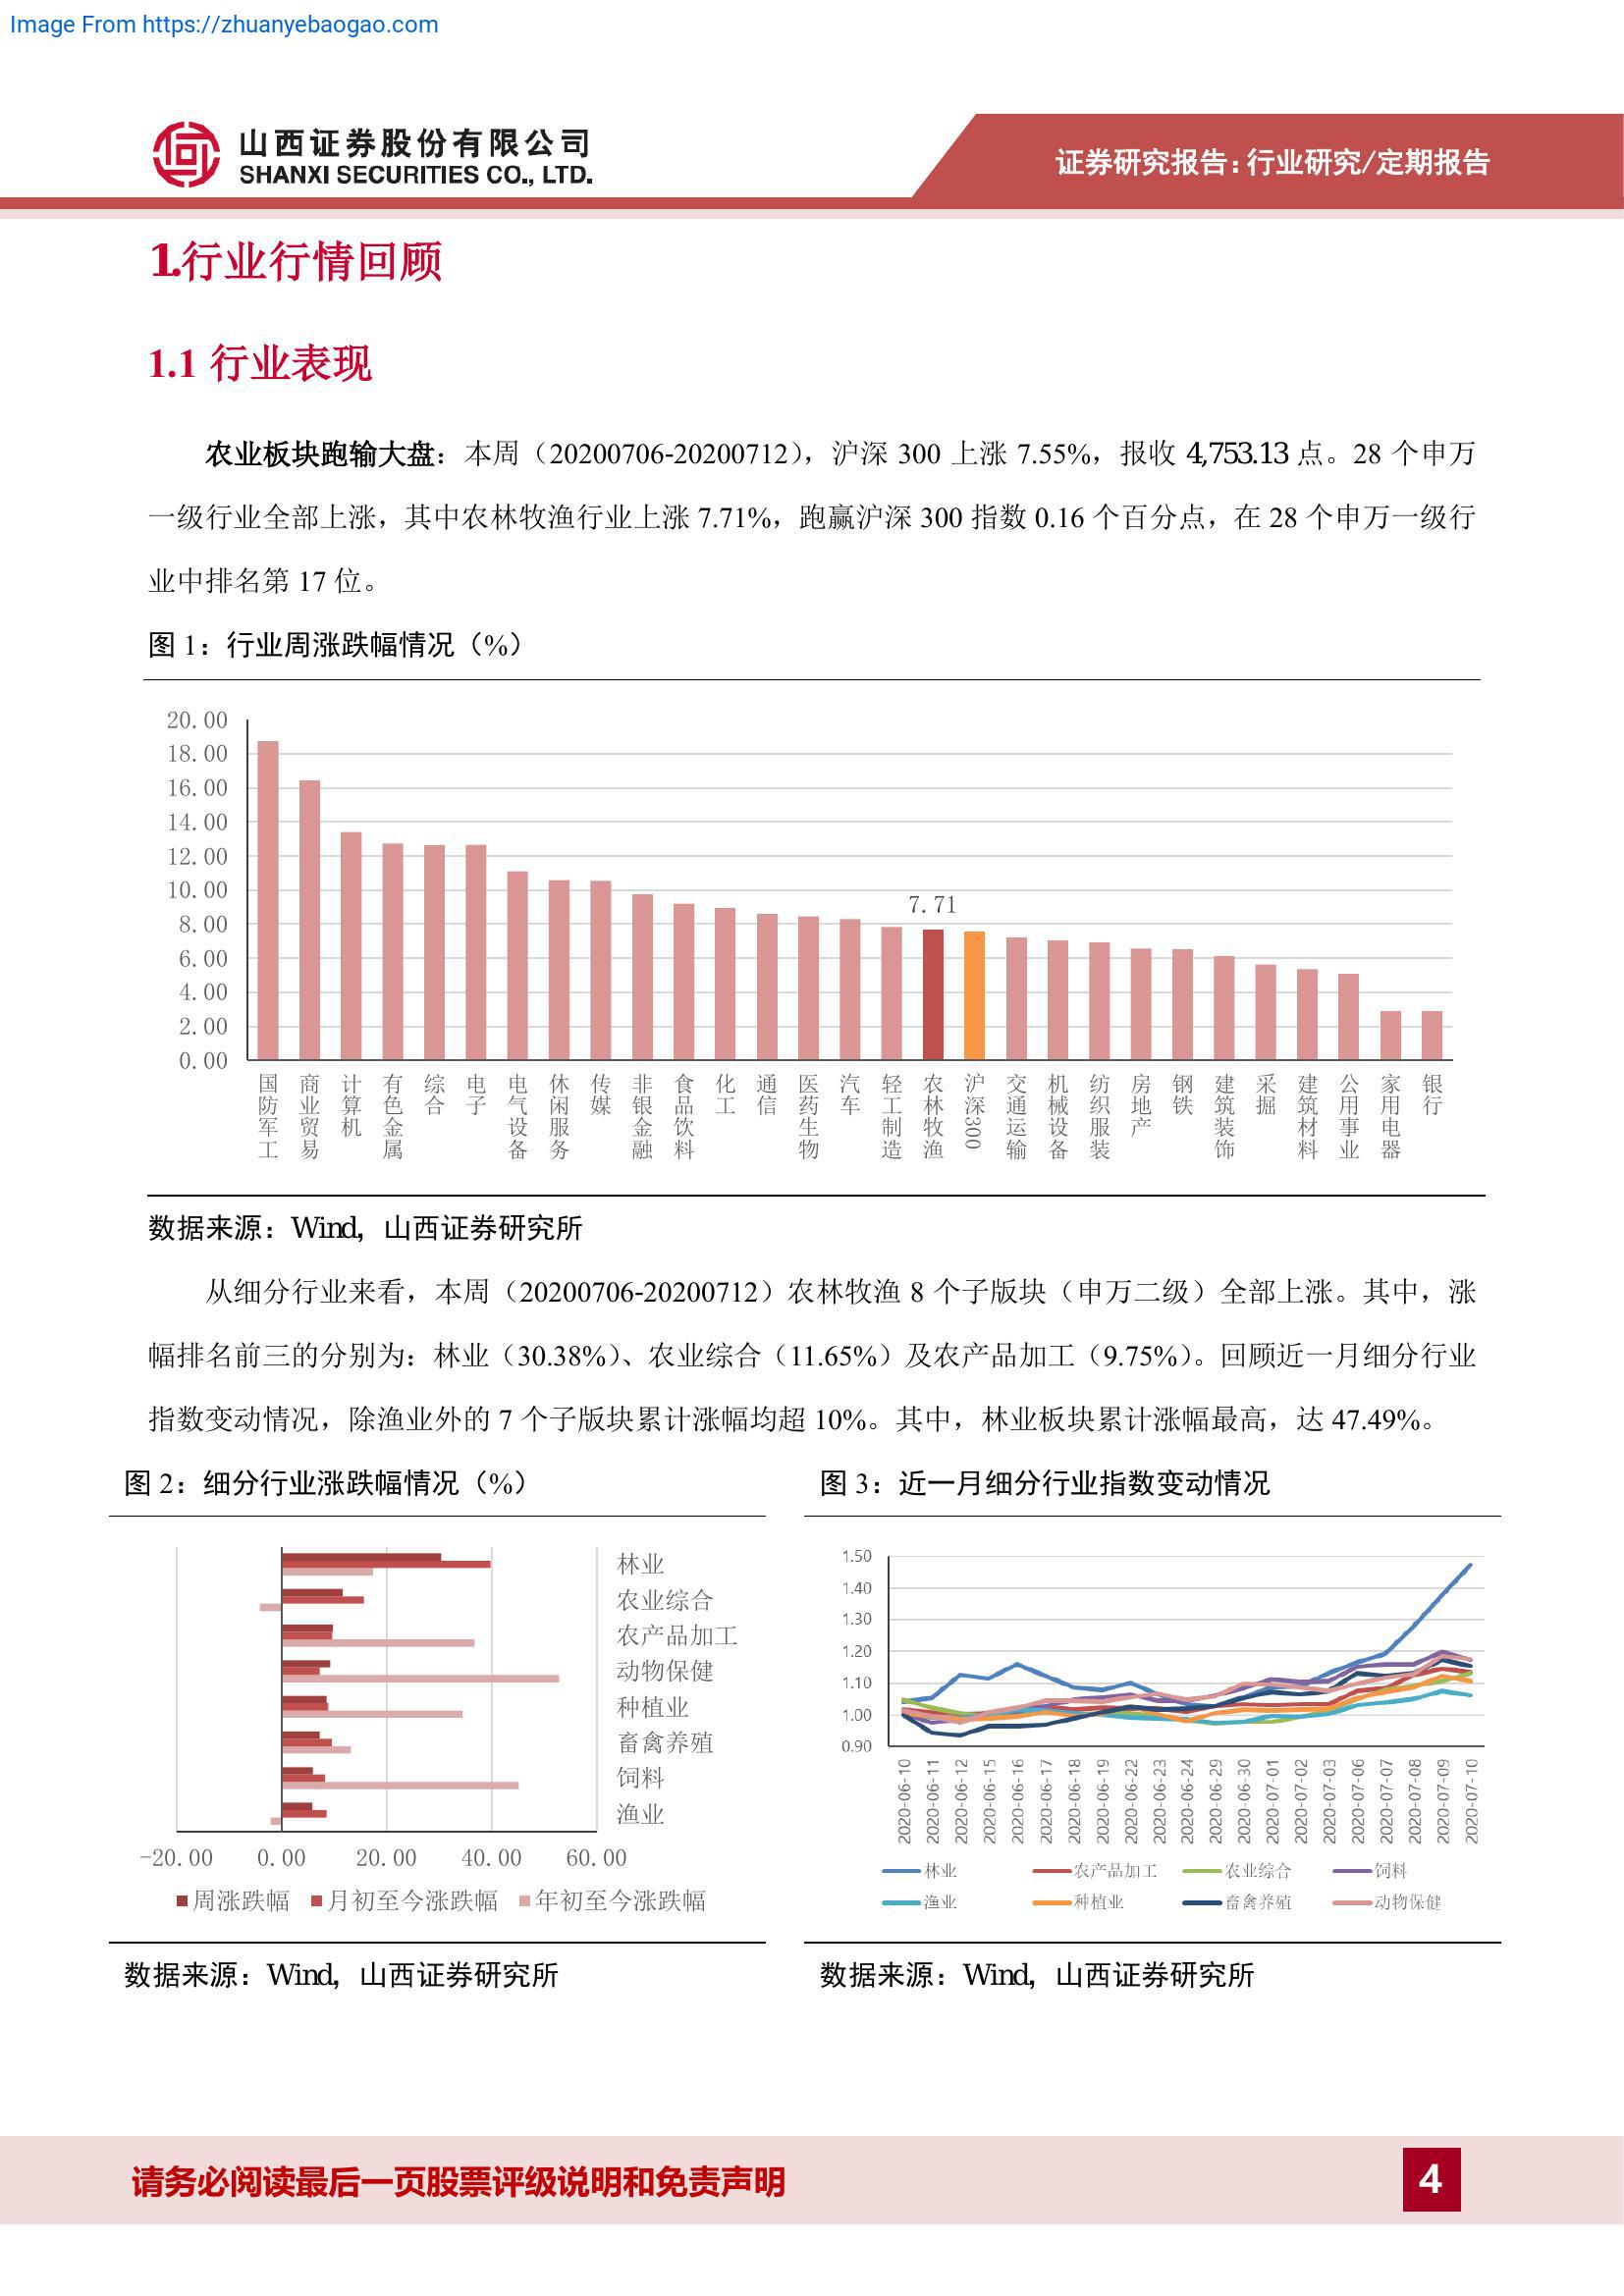 Image From https://zhuanyebaogao.com
山西证券股份有限公司
SHANXI SECURITIES CO., LTD.
证券研究报告:行业研究/定期报告
1.行业行情回顾
1.1 行业表现
农业板块跑输大盘：本周（20200706-20200712），沪深 300 上涨 7.55%，报收 4,753.13 点。28 个申万
一级行业全部上涨，其中农林牧渔行业上涨 7.71%，跑赢沪深 300 指数 0.16 个百分点，在 28 个申万一级行
业中排名第 17 位。
图 1：行业周涨跌幅情况（%）
20.00
18.00
16.00
14.00
12.00
10.00
8.00
6.00
4.00
2.00
0.00
7.71
国防军工
商业贸易
计算机
有色金属
综合
电子
电气设备
休闲服务
传媒
非银金融
食品饮料
化工
通信
医药生物
汽车
轻工制造
农林牧渔
沪深300
交通运输
机械设备
纺织服装
房地产
钢铁
建筑装饰
采掘
建筑材料
公用事业
家用电器
银行
数据来源：Wind，山西证券研究所
从细分行业来看，本周（20200706-20200712）农林牧渔 8 个子版块（申万二级）全部上涨。其中，涨
幅排名前三的分别为：林业（30.38%）、农业综合（11.65%）及农产品加工（9.75%）。回顾近一月细分行业
指数变动情况，除渔业外的 7 个子版块累计涨幅均超 10%。其中，林业板块累计涨幅最高，达 47.49%。
图 2：细分行业涨跌幅情况（%）
林业
农业综合
农产品加工
动物保健
种植业
畜禽养殖
饲料
渔业
-20.00 0.00 20.00 40.00 60.00
周涨跌幅 月初至今涨跌幅 年初至今涨跌幅
数据来源：Wind，山西证券研究所
图 3：近一月细分行业指数变动情况
1.50
1.40
1.30
1.20
1.10
1.00
0.90
2020-06-10
2020-06-11
2020-06-12
2020-06-15
2020-06-16
2020-06-17
2020-06-18
2020-06-19
2020-06-22
2020-06-23
2020-06-24
2020-06-29
2020-06-30
2020-07-01
2020-07-02
2020-07-03
2020-07-06
2020-07-07
2020-07-08
2020-07-09
2020-07-10
林业 农产品加工 农业综合 饲料
渔业 种植业 畜禽养殖 动物保健
数据来源：Wind，山西证券研究所
请务必阅读最后一页股票评级说明和免责声明
4